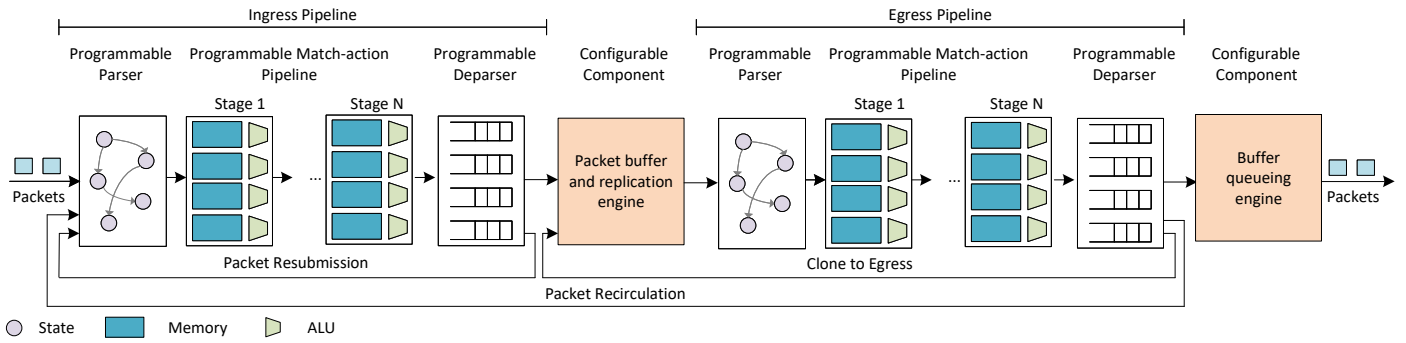 Ingress Pipeline
Egress Pipeline
Programmable
Parser
Programmable Match-action
Pipeline
Programmable
Deparser
Configurable
Component
Programmable
Parser
Programmable Match-action
Pipeline
Programmable
Deparser
Configurable
Component
Stage 1
Stage N
Stage 1
Stage N
Packets
...
Packet buffer
and replication
engine
...
Buffer
queueing
engine
Packets
Packet Resubmission
Clone to Egress
Packet Recirculation
State
Memory
ALU